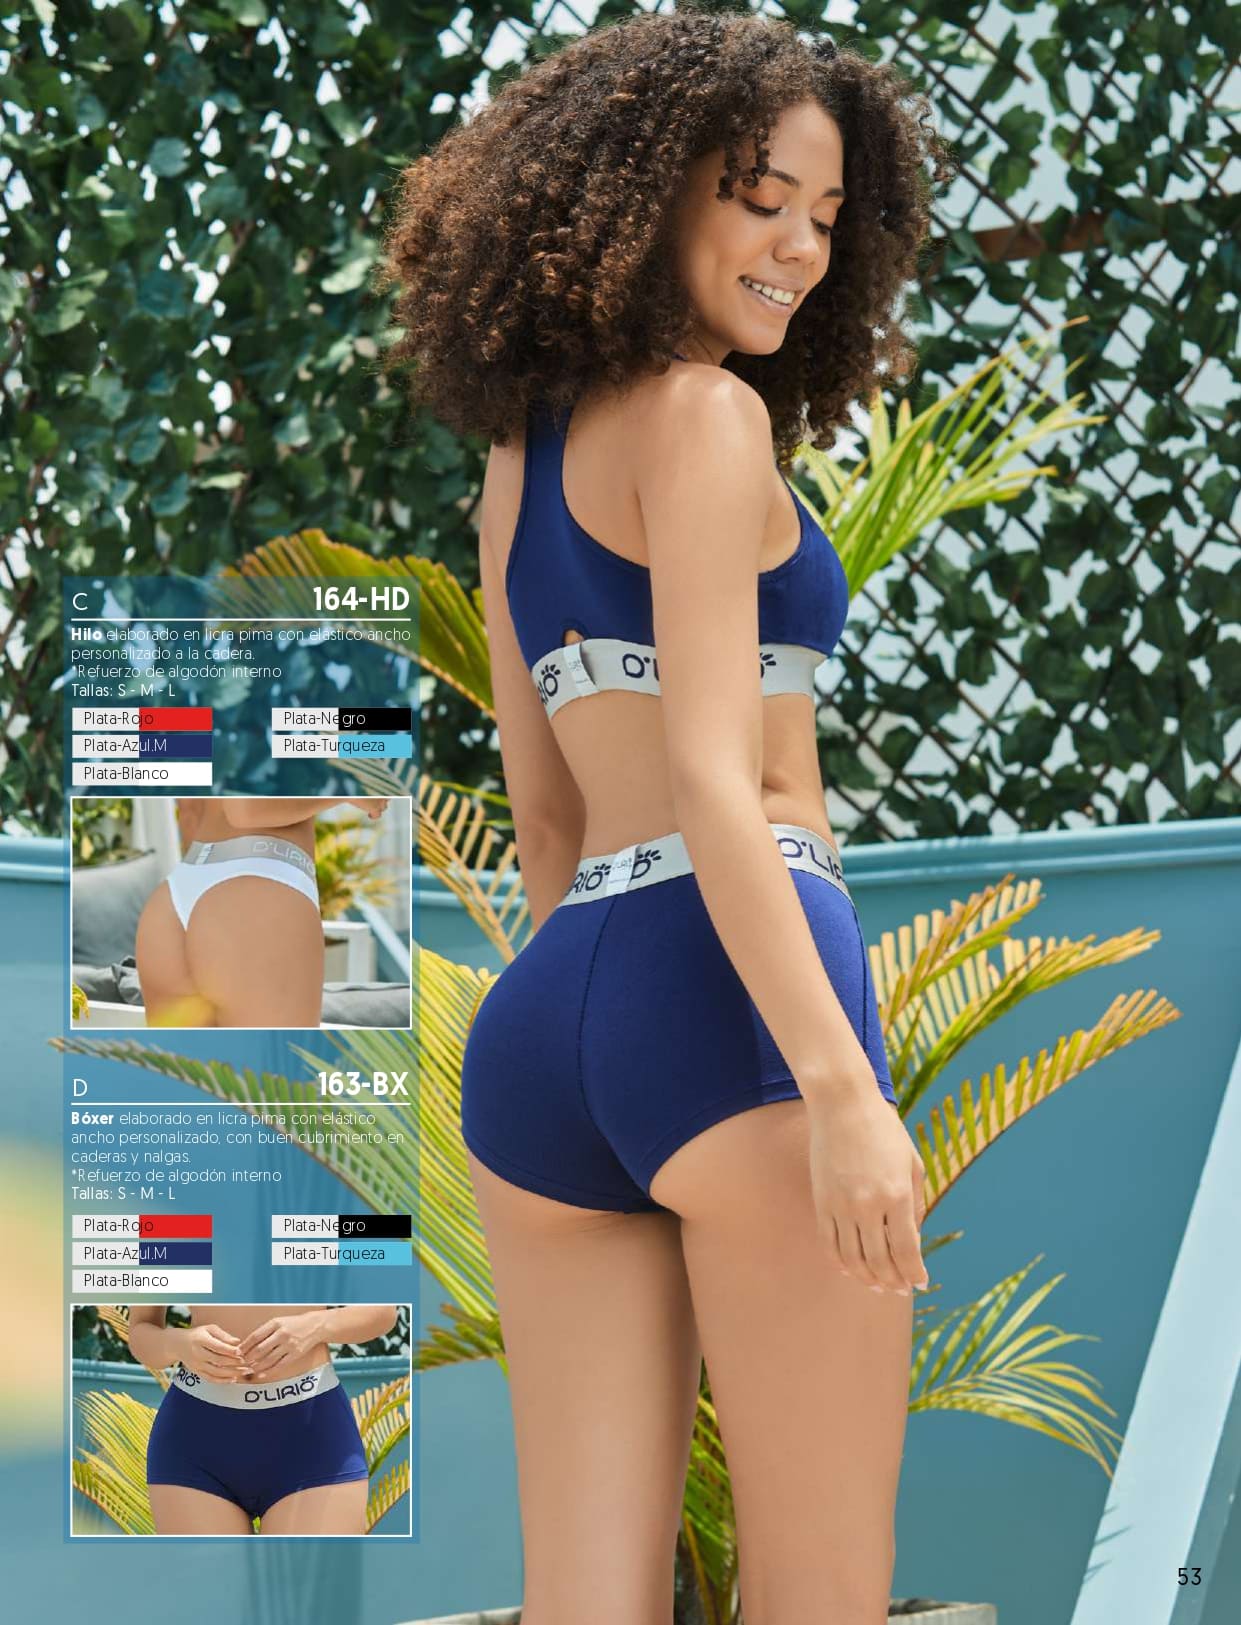 C 164-HD
Hilo elaborado en licra pima con elástico ancho
personalizado a la cadera.
*Refuerzo de algodón interno
Tallas: S - M - L
Plata-Rojo Plata-Negro
Plata-Azul.M Plata-Turqueza
Plata-Blanco
D'LIRIO
O'LIRIO
D'LIRIO
D 163-BX
Bóxer elaborado en licra pima con elástico
ancho personalizado, con buen cubrimiento en
caderas y nalgas.
*Refuerzo de algodón interno
Tallas: S - M - L
Plata-Rojo Plata-Negro
Plata-Azul.M Plata-Turqueza
Plata-Blanco
D'LIRIO
53